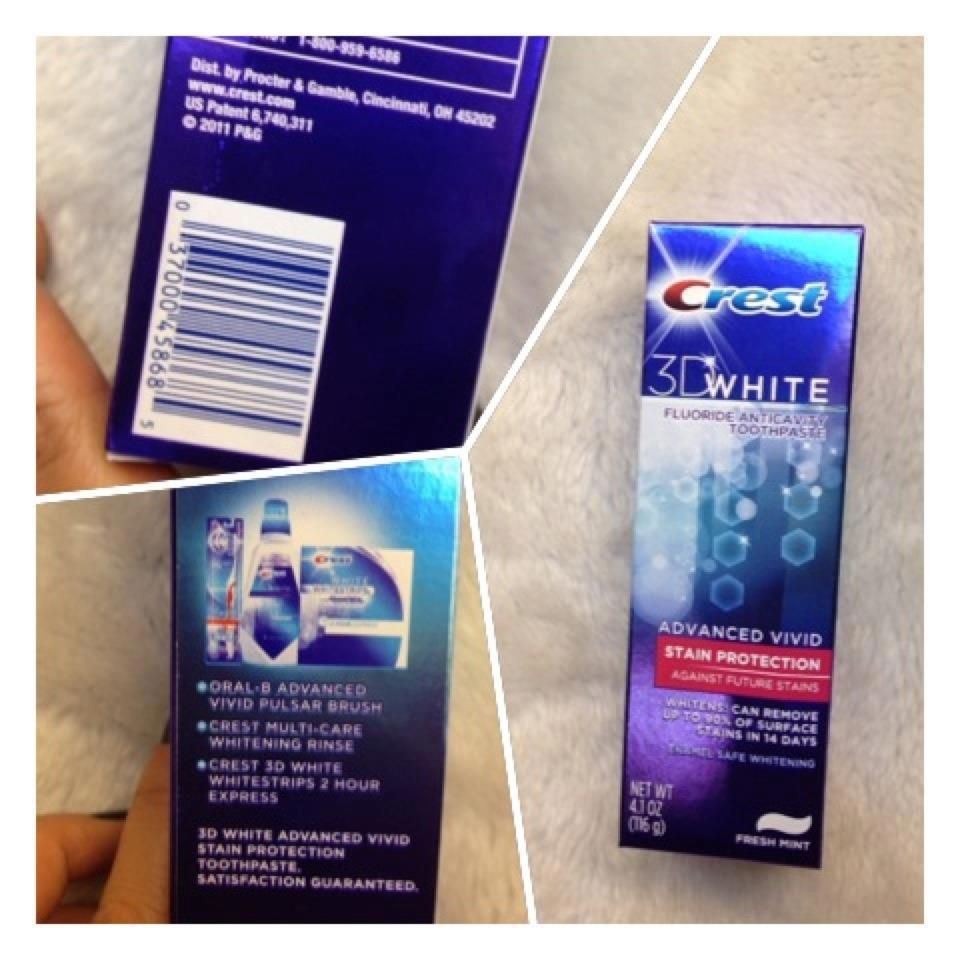 1-800-959-6586
Dist. by Procter & Gamble, Cincinnati, OH 45202
www.crest.com
US Patent 6,740,311
© 2011 P&G
0 37000 45868 5
Crest
ORAL-B ADVANCED
VIVID PULSAR BRUSH
CREST MULTI-CARE
WHITENING RINSE
CREST 3D WHITE
WHITESTRIPS 2 HOUR
EXPRESS
3D WHITE ADVANCED VIVID
STAIN PROTECTION
TOOTHPASTE.
SATISFACTION GUARANTEED.
Crest
3D WHITE
FLUORIDE ANTICAVITY
TOOTHPASTE
ADVANCED VIVID
STAIN PROTECTION
AGAINST FUTURE STAINS
WHITENS: CAN REMOVE
UP TO 90% OF SURFACE
STAINS IN 14 DAYS
ENAMEL SAFE WHITENING
NET WT
4.1 OZ
(116 g)
FRESH MINT